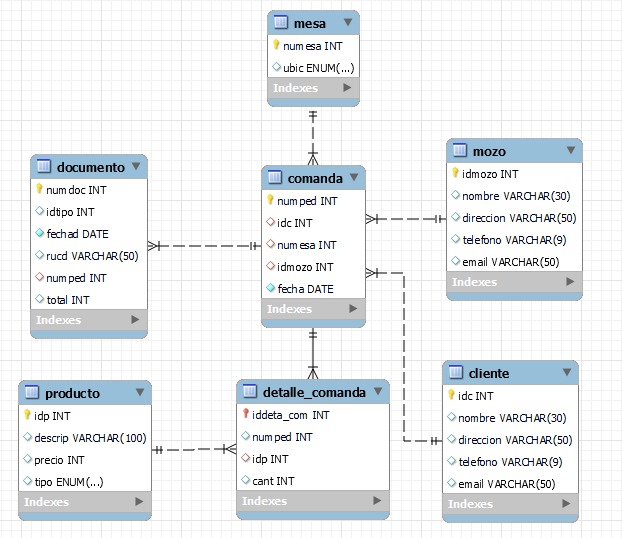 mesa
numesa INT
ubic ENUM(...)
Indexes
documento
numdoc INT
idtipo INT
fechad DATE
rucd VARCHAR(50)
numped INT
total INT
Indexes
comanda
numped INT
idc INT
numesa INT
idmozo INT
fecha DATE
Indexes
mozo
idmozo INT
nombre VARCHAR(30)
direccion VARCHAR(50)
telefono VARCHAR(9)
email VARCHAR(50)
Indexes
producto
idp INT
descrip VARCHAR(100)
precio INT
tipo ENUM(...)
Indexes
detalle_comanda
iddeta_com INT
numped INT
idp INT
cant INT
Indexes
cliente
idc INT
nombre VARCHAR(30)
direccion VARCHAR(50)
telefono VARCHAR(9)
email VARCHAR(50)
Indexes